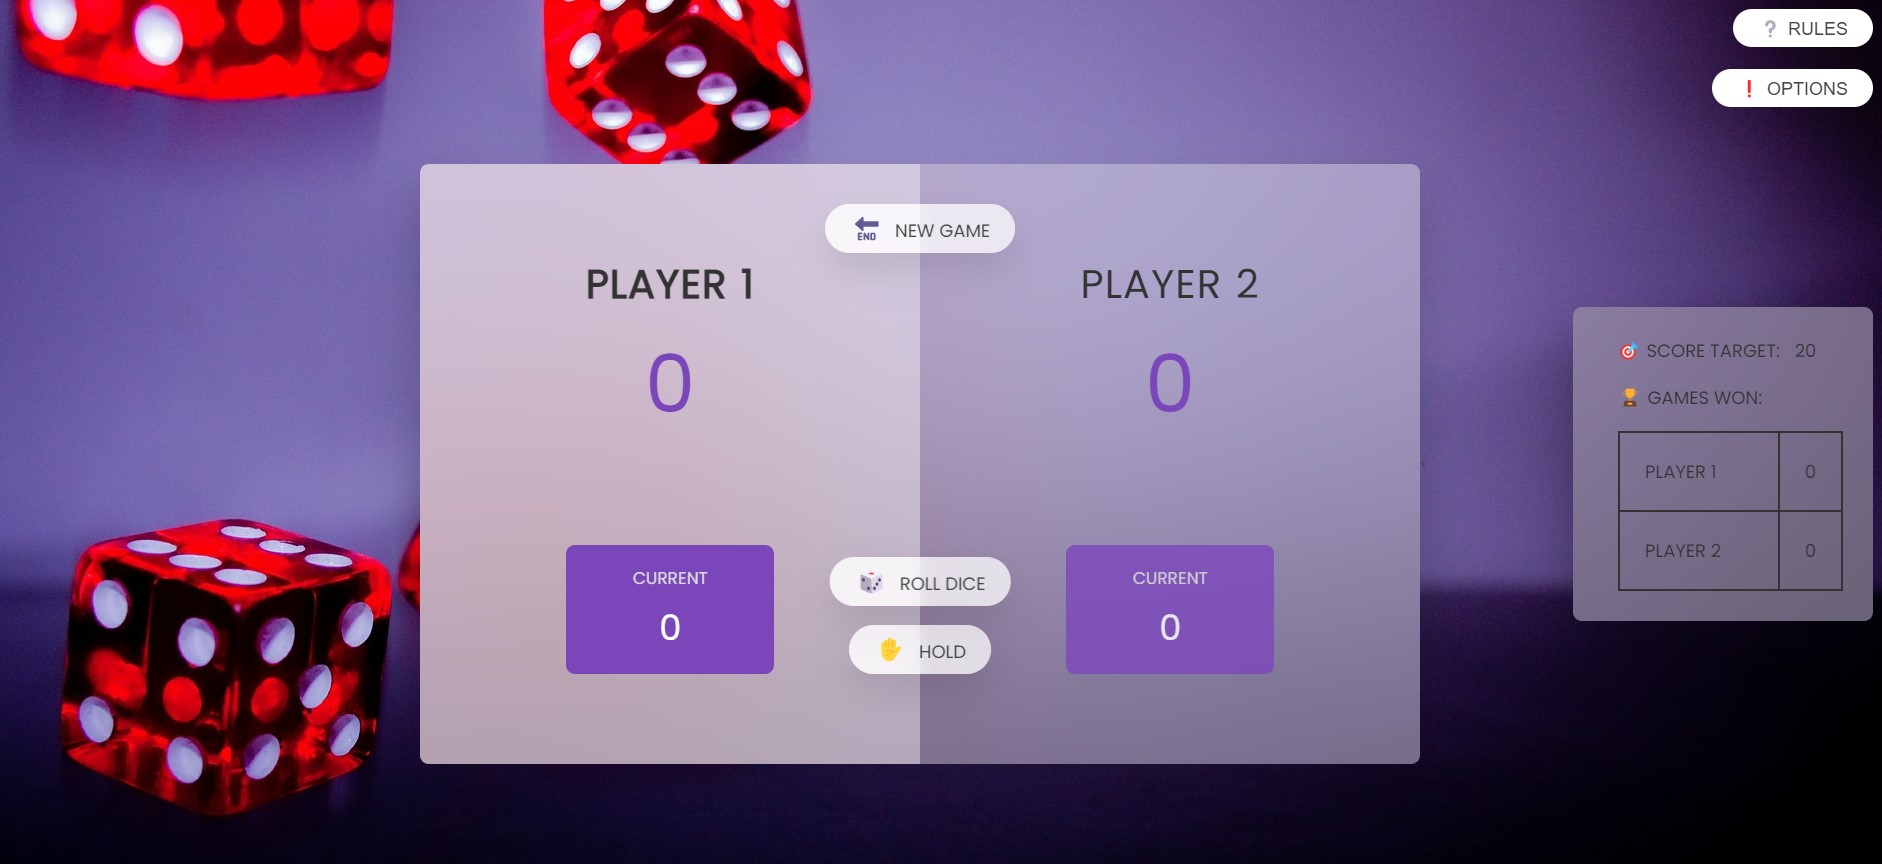 ❓ RULES
❗ OPTIONS
END NEW GAME
PLAYER 1
0
PLAYER 2
0
CURRENT
0
ROLL DICE
HOLD
CURRENT
0
SCORE TARGET: 20
GAMES WON:
PLAYER 1 0
PLAYER 2 0